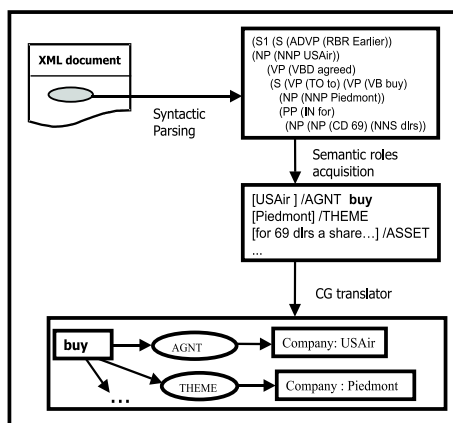 XML document
(S1 (S (ADVP (RBR Earlier))
(NP (NNP USAir))
(VP (VBD agreed)
(S (VP (TO to) (VP (VB buy)
(NP (NNP Piedmont))
(PP (IN for)
(NP (NP (CD 69) (NNS dlrs))
Syntactic
Parsing
Semantic roles
acquisition
[USAir ] /AGNT buy
[Piedmont] /THEME
[for 69 dlrs a share…] /ASSET
...
CG translator
buy
AGNT
Company: USAir
THEME
Company : Piedmont
...